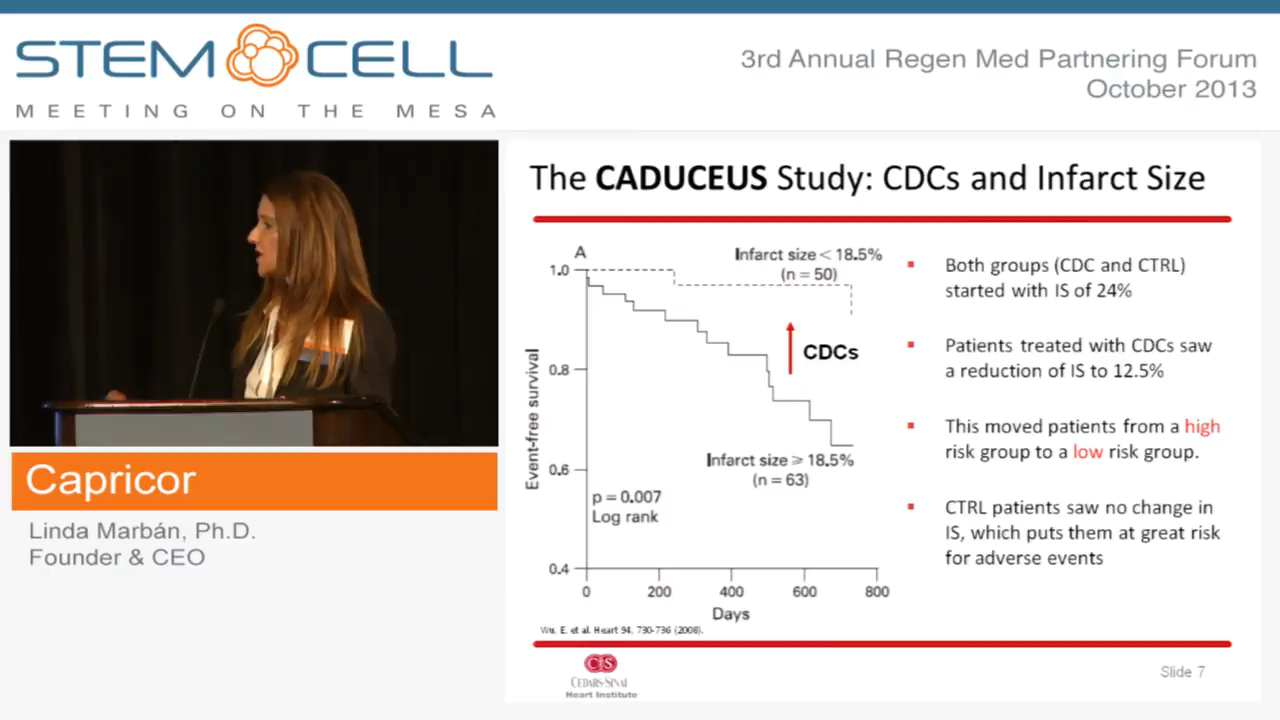 STEM CELL
MEETING ON THE MESA
3rd Annual Regen Med Partnering Forum
October 2013
Capricor
Linda Marbán, Ph.D.
Founder & CEO
The CADUCEUS Study: CDCs and Infarct Size
A
Infarct size < 18.5%
(n = 50)
CDCs
Infarct size ≥ 18.5%
(n = 63)
p = 0.007
Log rank
Event-free survival
1.0
0.8
0.6
0.4
0 200 400 600 800
Days
Wu, E. et al. Heart 94, 730-736 (2008).
Both groups (CDC and CTRL)
started with IS of 24%
Patients treated with CDCs saw
a reduction of IS to 12.5%
This moved patients from a high
risk group to a low risk group.
CTRL patients saw no change in
IS, which puts them at great risk
for adverse events
CS
CEDARS-SINAI
Heart Institute
Slide 7